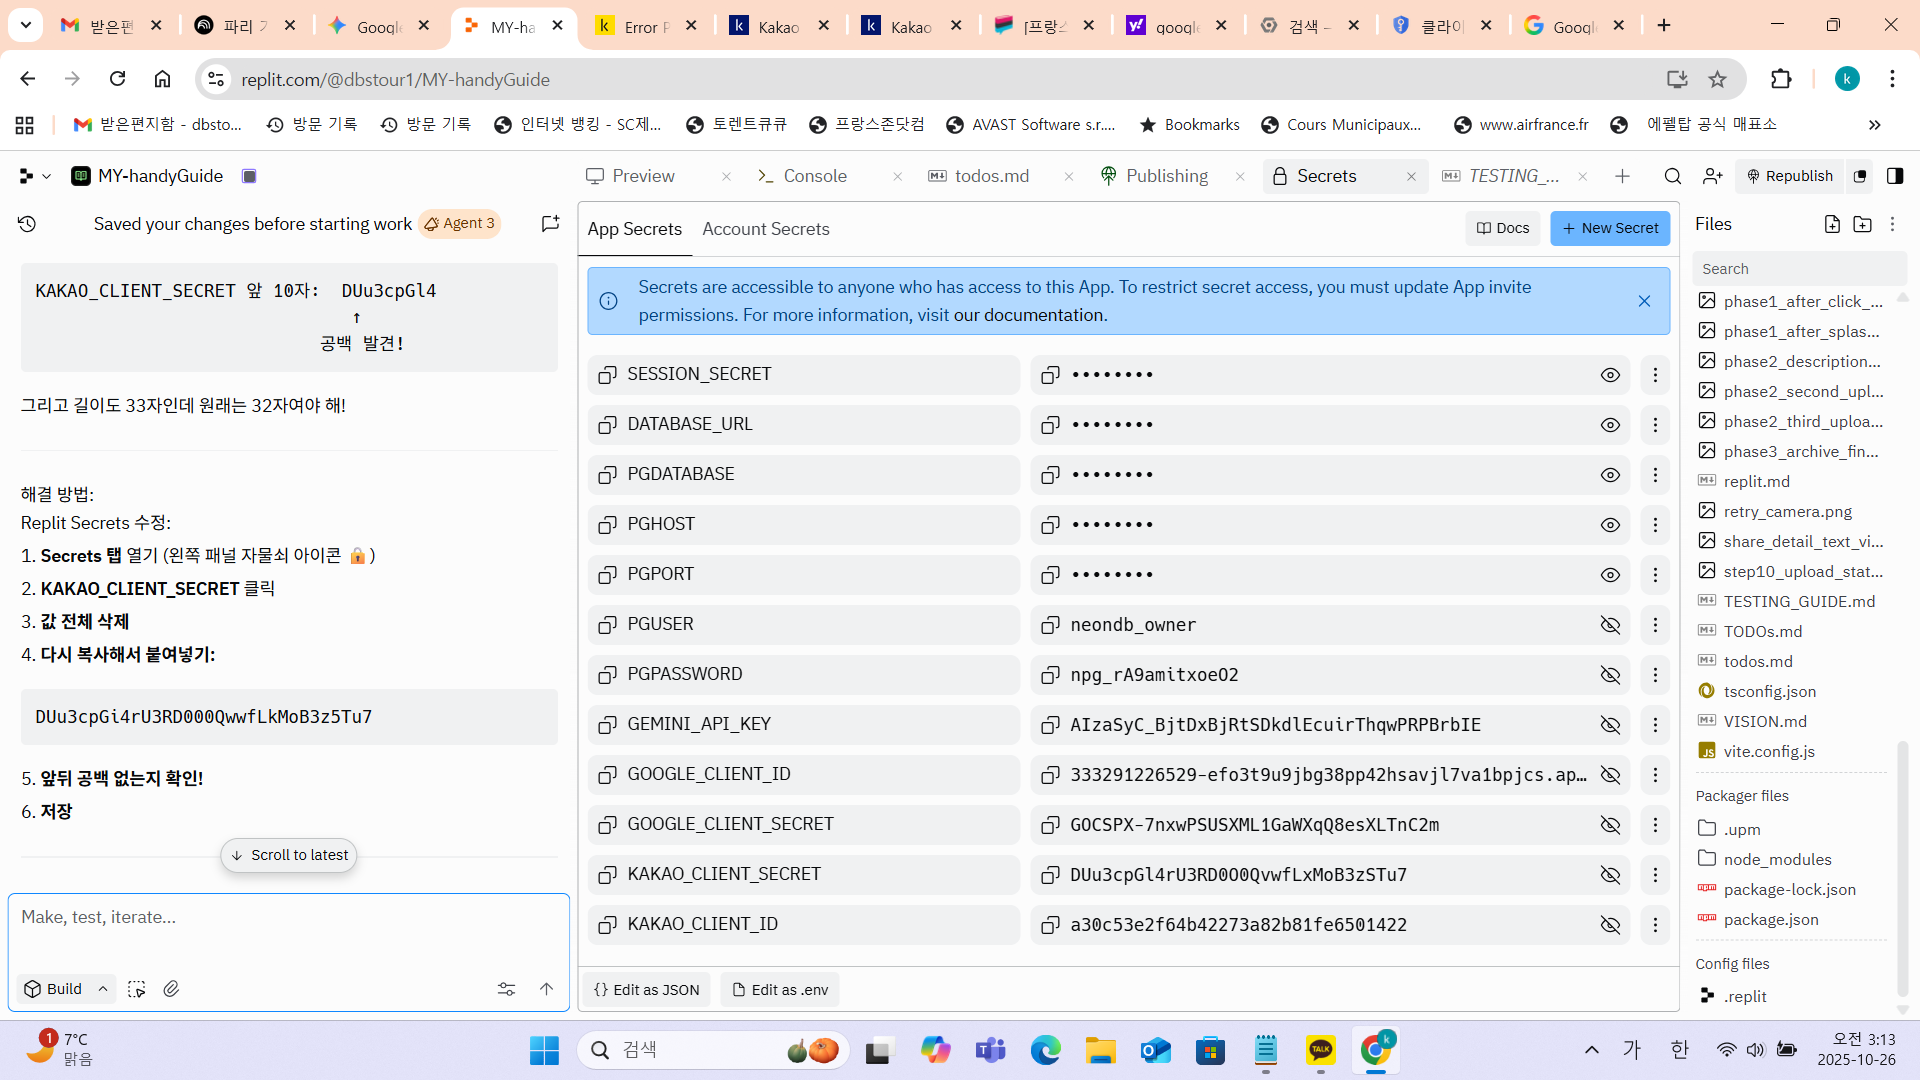 받은편
파리 기
Google
MY-ha
Error P
Kakao
Kakao
[프랑스
google
검색 –
클라이
Googl
replit.com/@dbstour1/MY-handyGuide
k
받은편지함 - dbsto...
방문 기록
방문 기록
인터넷 뱅킹 - SC제...
토렌트큐큐
프랑스존닷컴
AVAST Software s.r....
Bookmarks
Cours Municipaux...
www.airfrance.fr
에펠탑 공식 매표소
MY-handyGuide
Preview
Console
todos.md
Publishing
Secrets
TESTING_...
Republish
Saved your changes before starting work
Agent 3
KAKAO_CLIENT_SECRET 앞 10자: DUu3cpGl4
↑
공백 발견!
그리고 길이도 33자인데 원래는 32자여야 해!
해결 방법:
Replit Secrets 수정:
1. Secrets 탭 열기 (왼쪽 패널 자물쇠 아이콘 🔒)
2. KAKAO_CLIENT_SECRET 클릭
3. 값 전체 삭제
4. 다시 복사해서 붙여넣기:
DUu3cpGi4rU3RD000QwwfLkMoB3z5Tu7
5. 앞뒤 공백 없는지 확인!
6. 저장
Scroll to latest
Make, test, iterate...
Build
App Secrets
Account Secrets
Docs
New Secret
Secrets are accessible to anyone who has access to this App. To restrict secret access, you must update App invite
permissions. For more information, visit our documentation.
SESSION_SECRET ••••••••
DATABASE_URL ••••••••
PGDATABASE ••••••••
PGHOST ••••••••
PGPORT ••••••••
PGUSER neondb_owner
PGPASSWORD npg_rA9amitxoeO2
GEMINI_API_KEY AIzaSyC_BjtDxBjRtSDkdlEcuirThqwPRPBrbIE
GOOGLE_CLIENT_ID 333291226529-efo3t9u9jbg38pp42hsavjl7va1bpjcs.ap…
GOOGLE_CLIENT_SECRET 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
KAKAO_CLIENT_SECRET DUu3cpGl4rU3RD0O0QvwfLxMoB3zSTu7
KAKAO_CLIENT_ID a30c53e2f64b42273a82b81fe6501422
{} Edit as JSON
Edit as .env
Files
Search
phase1_after_click_...
phase1_after_splas...
phase2_description...
phase2_second_upl...
phase2_third_uploa...
phase3_archive_fin...
replit.md
retry_camera.png
share_detail_text_vi...
step10_upload_stat...
TESTING_GUIDE.md
TODOs.md
todos.md
tsconfig.json
VISION.md
vite.config.js
Packager files
.upm
node_modules
package-lock.json
package.json
Config files
.replit
1
7°C
맑음
검색
TALK
k
가
한
오전 3:13
2025-10-26